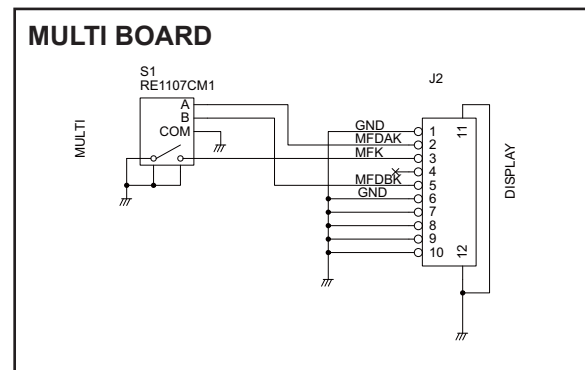 MULTI BOARD
S1
RE1107CM1
A
B
COM
MULTI
J2
GND
MFDAK
MFK
MFDBK
GND
1
2
3
4
5
6
7
8
9
10
11
12
DISPLAY